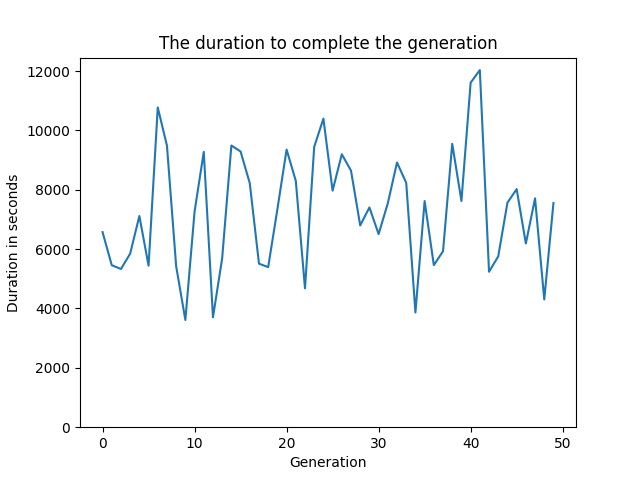 The duration to complete the generation
12000
10000
8000
6000
4000
2000
0
Duration in seconds
0 10 20 30 40 50
Generation